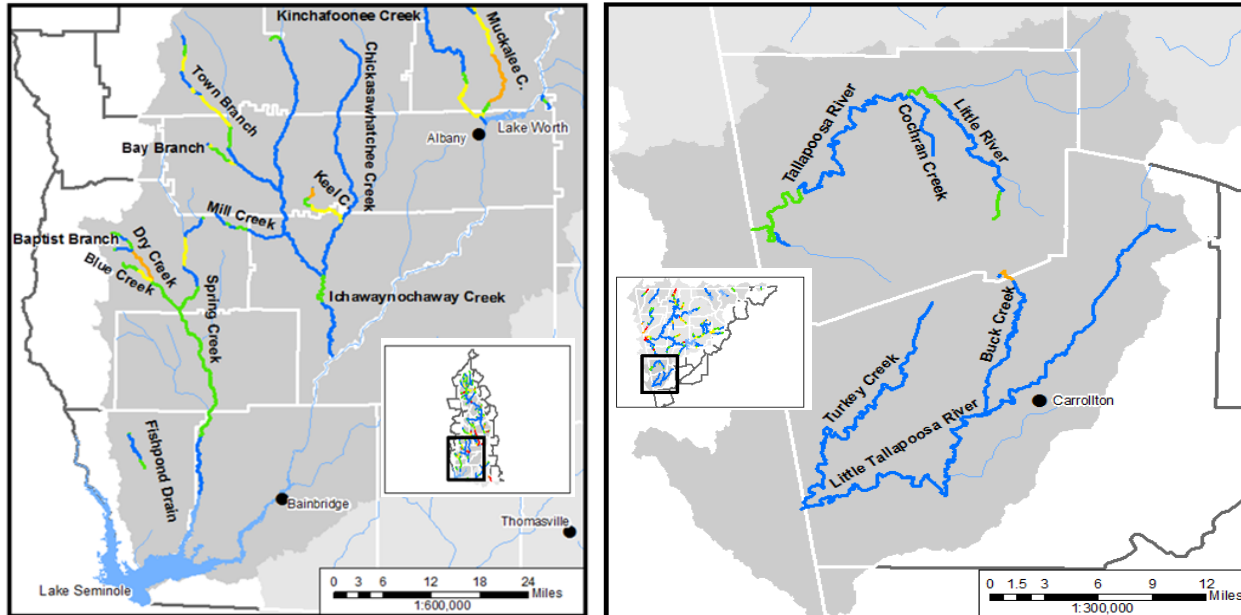 Kinchafoonee Creek
Muckalee C.
Chickasawhatchee Creek
Town Branch
Albany
Lake Worth
Bay Branch
Keel C.
Mill Creek
Baptist Branch
Dry Creek
Blue Creek
Spring Creek
Ichawaynochaway Creek
Fishpond Drain
Bainbridge
Thomasville
Lake Seminole
0 3 6 12 18 24
Miles
1:600,000
Tallapoosa River
Cochran Creek
Little River
Buck Creek
Turkey Creek
Carrollton
Little Tallapoosa River
0 1.5 3 6 9 12
Miles
1:300,000